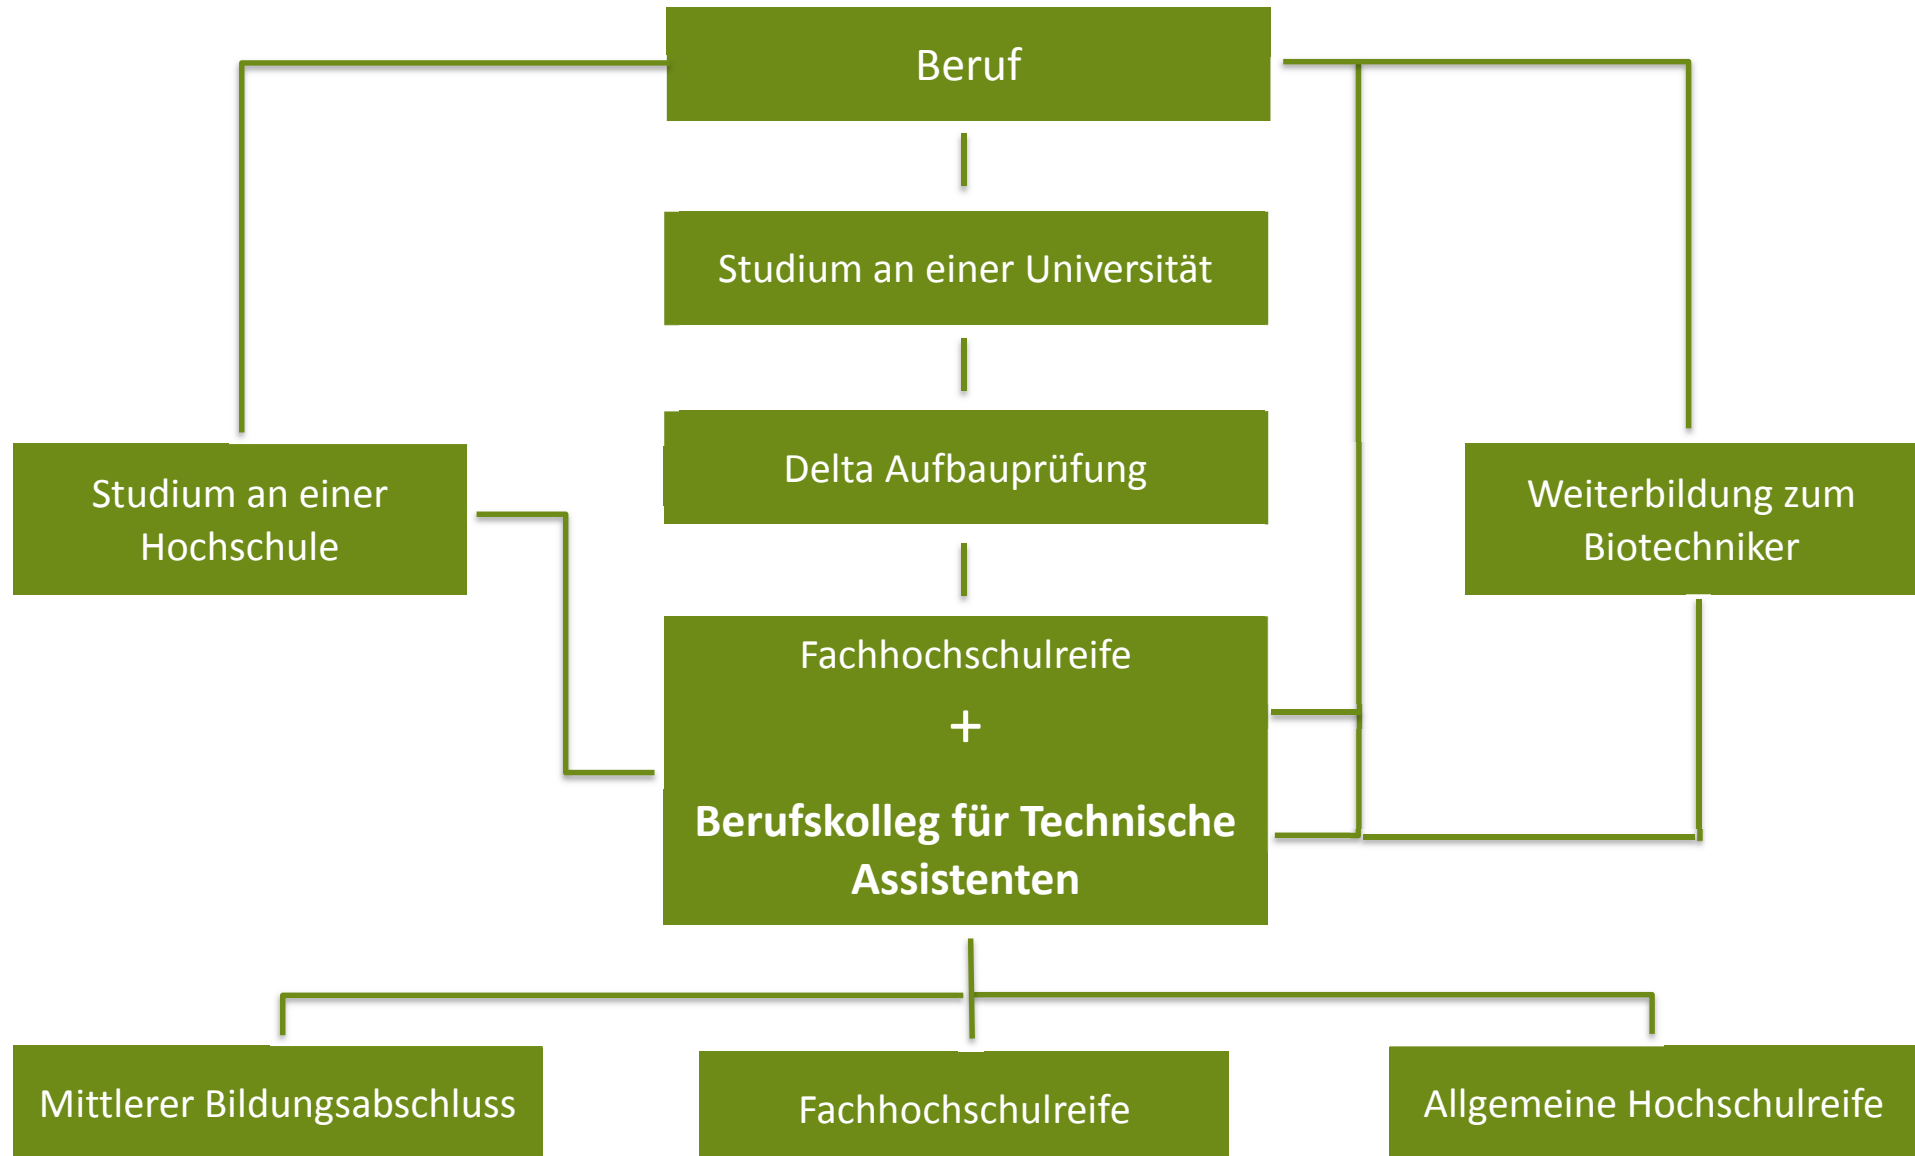 Beruf
Studium an einer Universität
Delta Aufbauprüfung
Studium an einer
Hochschule
Weiterbildung zum
Biotechniker
Fachhochschulreife
+
Berufskolleg für Technische
Assistenten
Mittlerer Bildungsabschluss
Fachhochschulreife
Allgemeine Hochschulreife